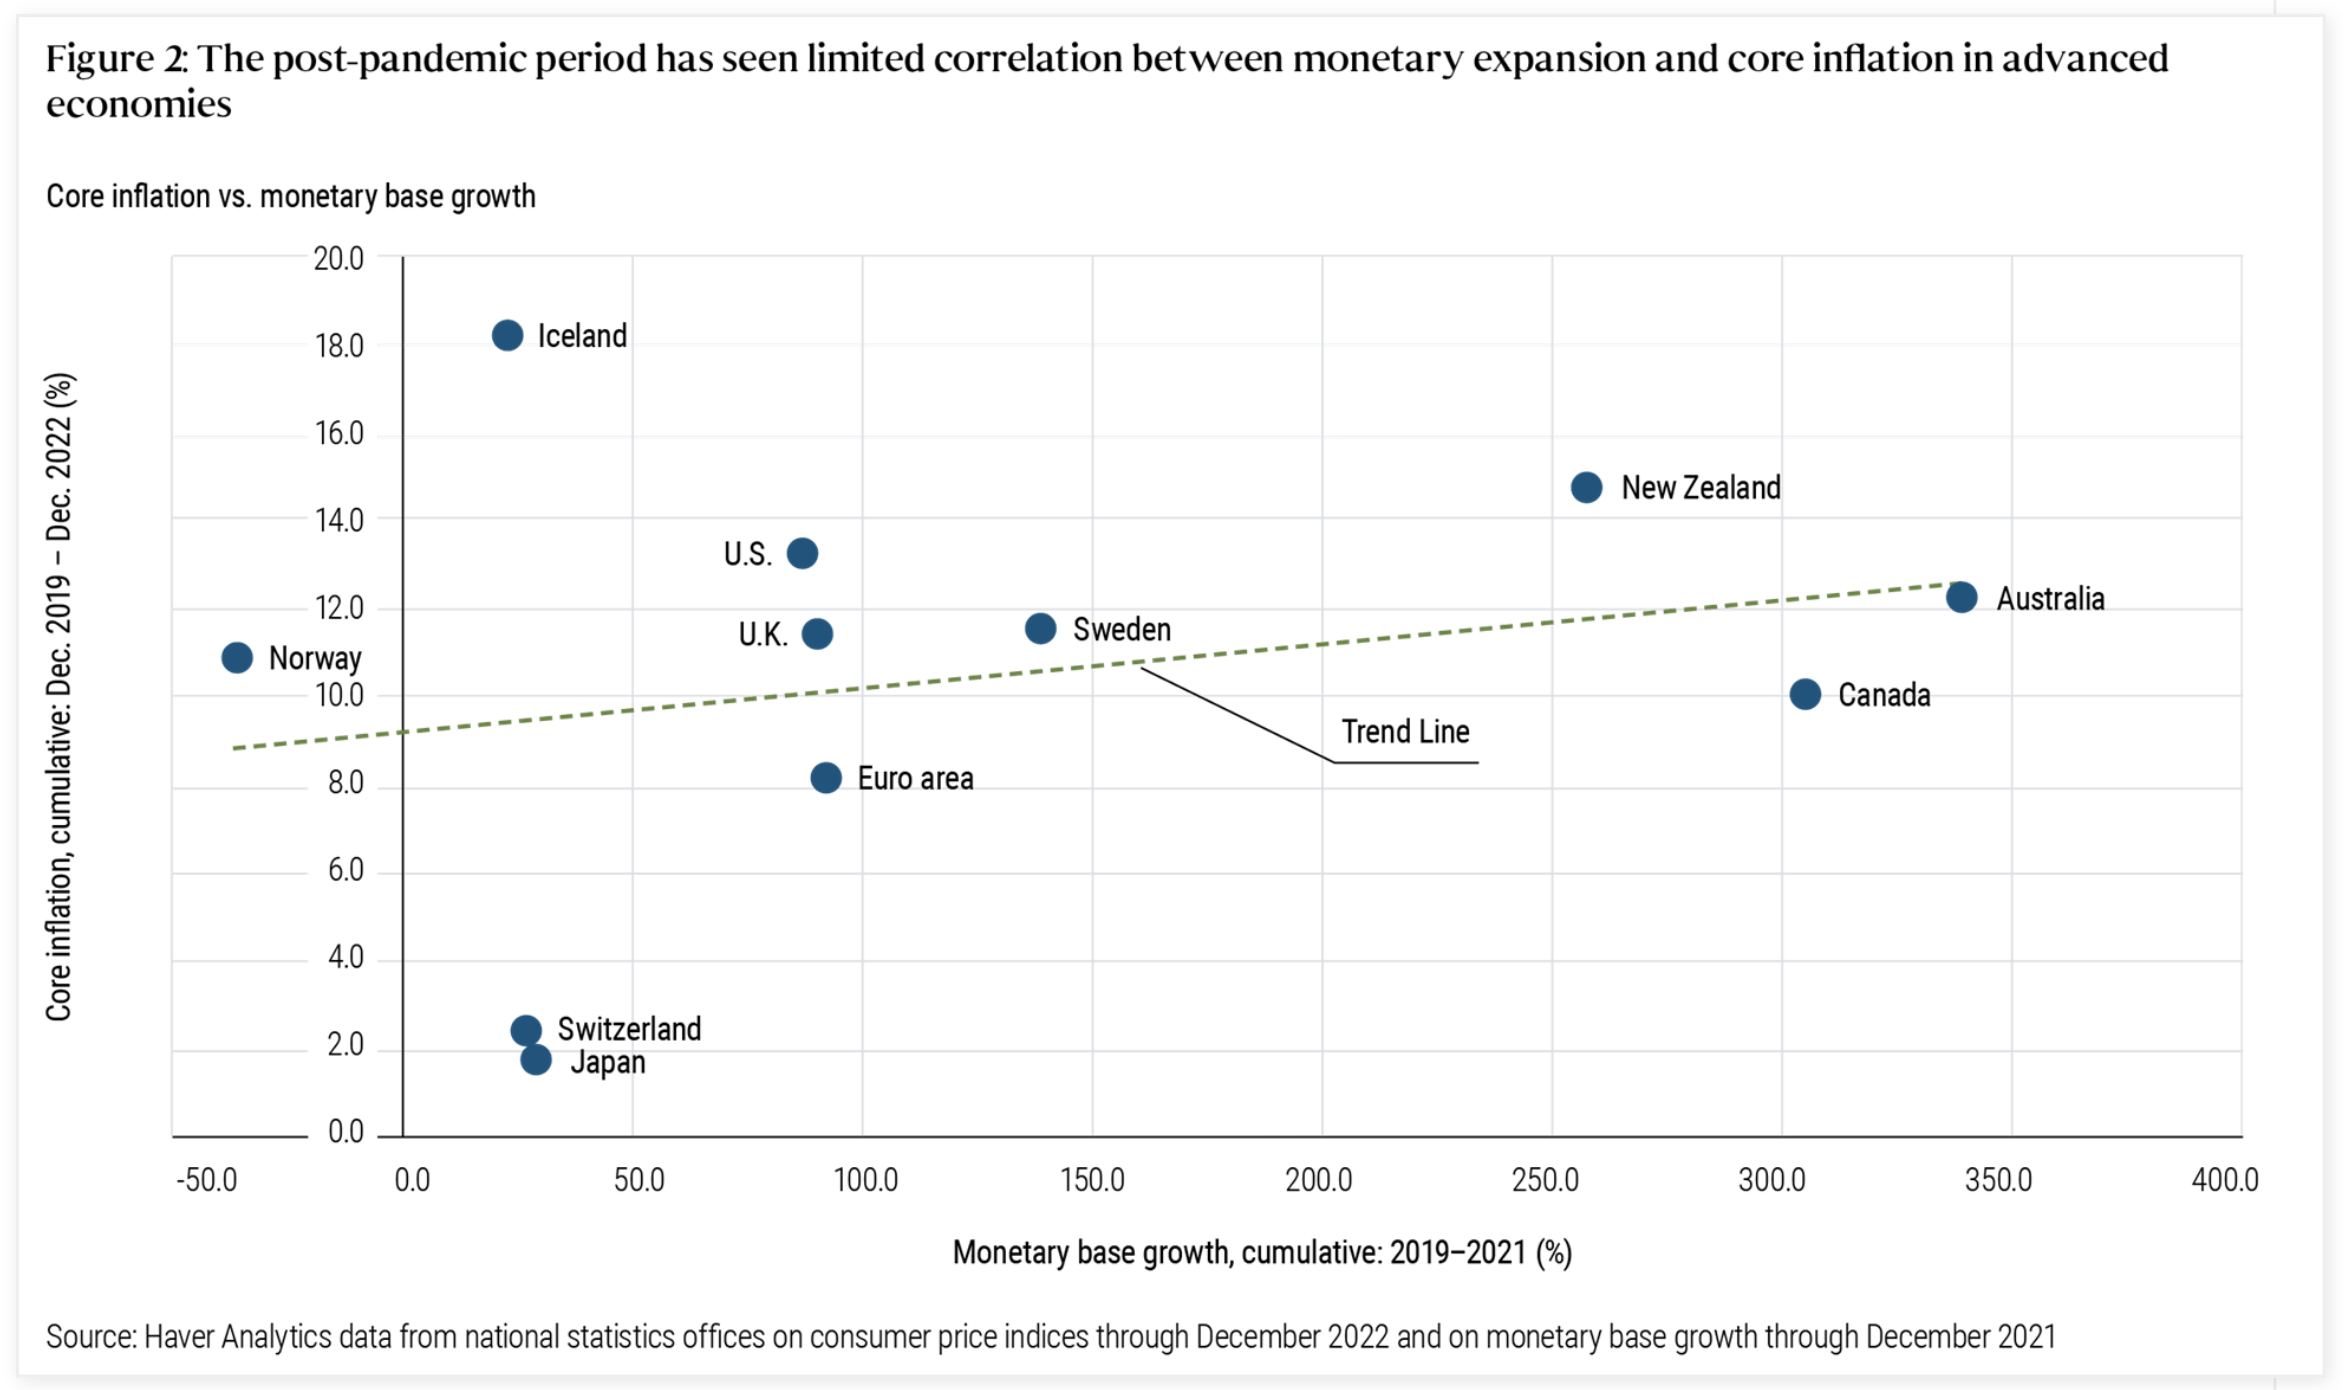 Figure 2: The post-pandemic period has seen limited correlation between monetary expansion and core inflation in advanced
economies
Core inflation vs. monetary base growth
Core inflation, cumulative: Dec. 2019 – Dec. 2022 (%)
20.0
18.0
16.0
14.0
12.0
10.0
8.0
6.0
4.0
2.0
0.0
Iceland
New Zealand
U.S.
Australia
U.K.
Sweden
Norway
Canada
Trend Line
Euro area
Switzerland
Japan
-50.0
0.0
50.0
100.0
150.0
200.0
250.0
300.0
350.0
400.0
Monetary base growth, cumulative: 2019–2021 (%)
Source: Haver Analytics data from national statistics offices on consumer price indices through December 2022 and on monetary base growth through December 2021